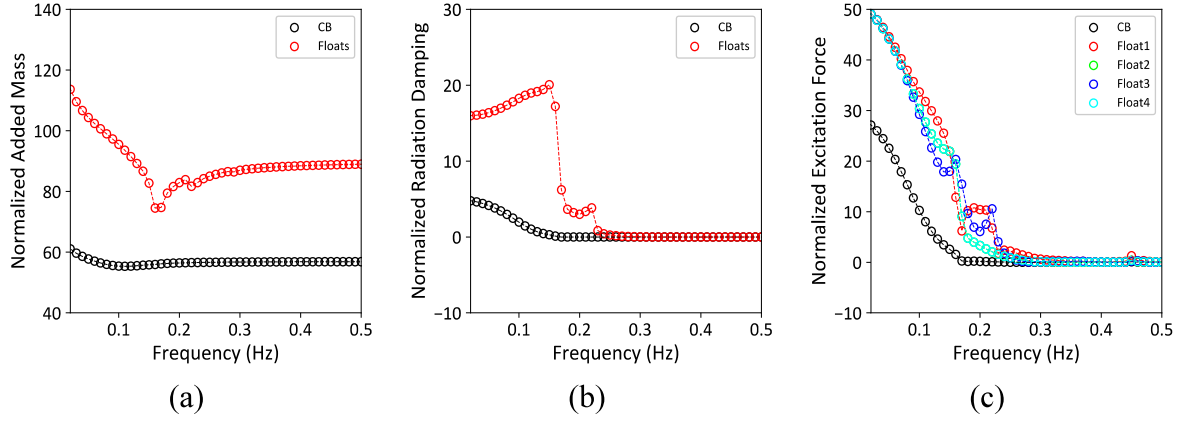 Normalized Added Mass
140
120
100
80
60
40
CB
Floats
0.1
0.2
0.3
0.4
0.5
Frequency (Hz)
(a)
Normalized Radiation Damping
30
20
10
0
−10
CB
Floats
0.1
0.2
0.3
0.4
0.5
Frequency (Hz)
(b)
Normalized Excitation Force
50
40
30
20
10
0
−10
CB
Float1
Float2
Float3
Float4
0.1
0.2
0.3
0.4
0.5
Frequency (Hz)
(c)